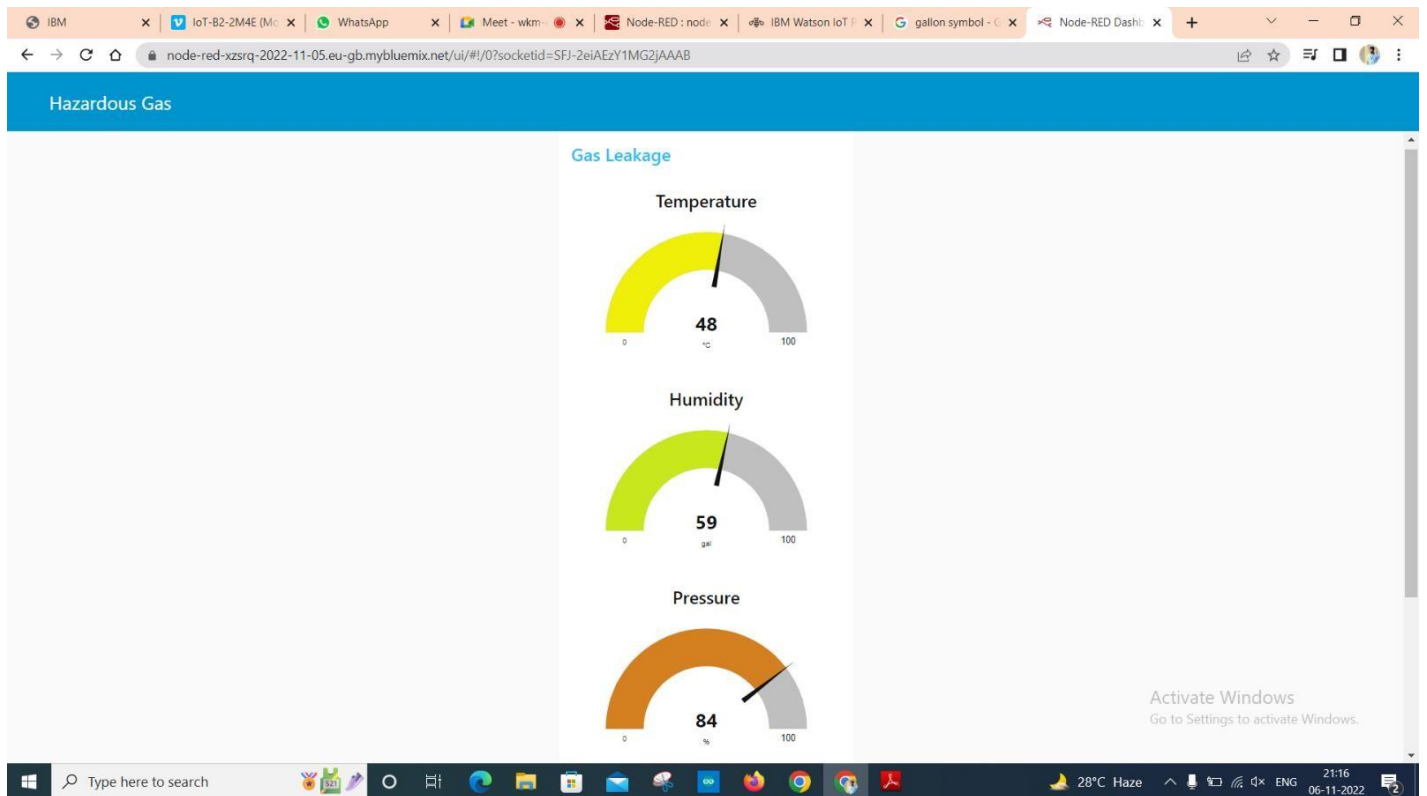 IBM
IoT-B2-2M4E (Mo
WhatsApp
Meet - wkm-
Node-RED : node
IBM Watson IoT P
gallon symbol - G
Node-RED Dashb
node-red-xzsrq-2022-11-05.eu-gb.mybluemix.net/ui/#!/0?socketid=SFJ-2eiAEzY1MG2jAAAB
Hazardous Gas
Gas Leakage
Temperature
48
°C
0
100
Humidity
59
gal
0
100
Pressure
84
%
0
100
Activate Windows
Go to Settings to activate Windows.
Type here to search
28°C Haze
ENG
21:16
06-11-2022
2